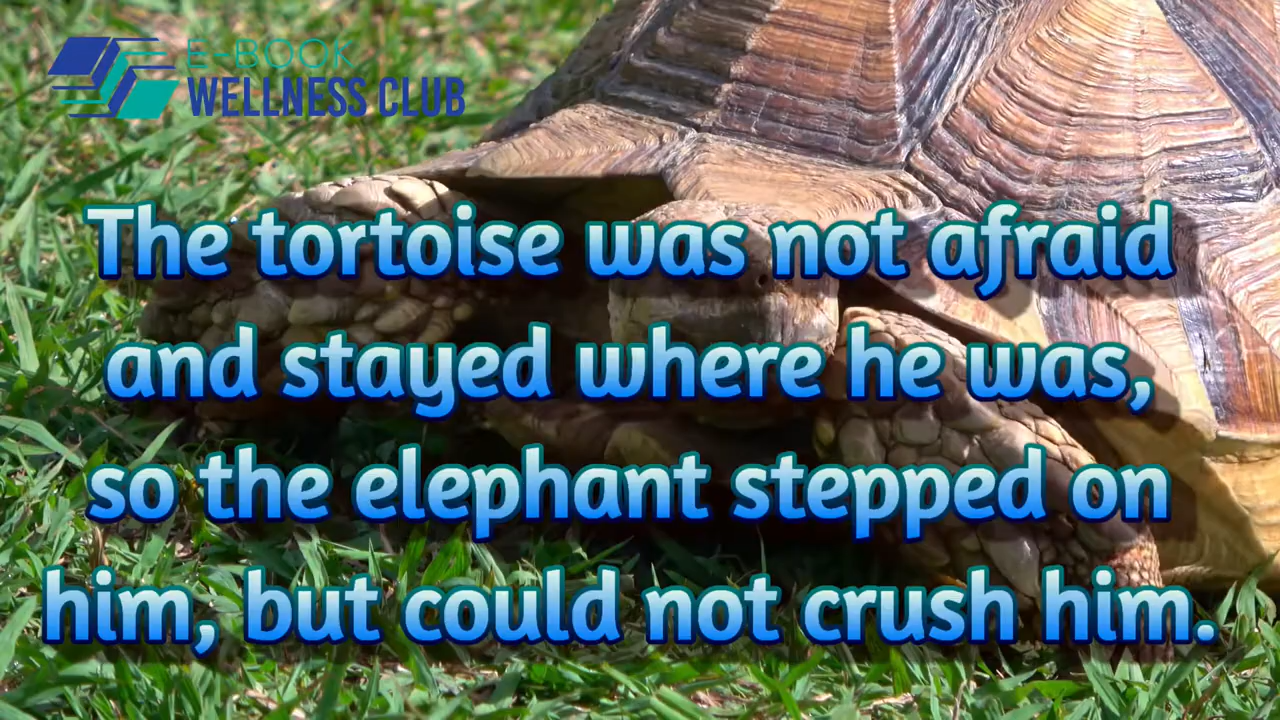 E-BOOK
WELLNESS CLUB
The tortoise was not afraid
and stayed where he was,
so the elephant stepped on
him, but could not crush him.